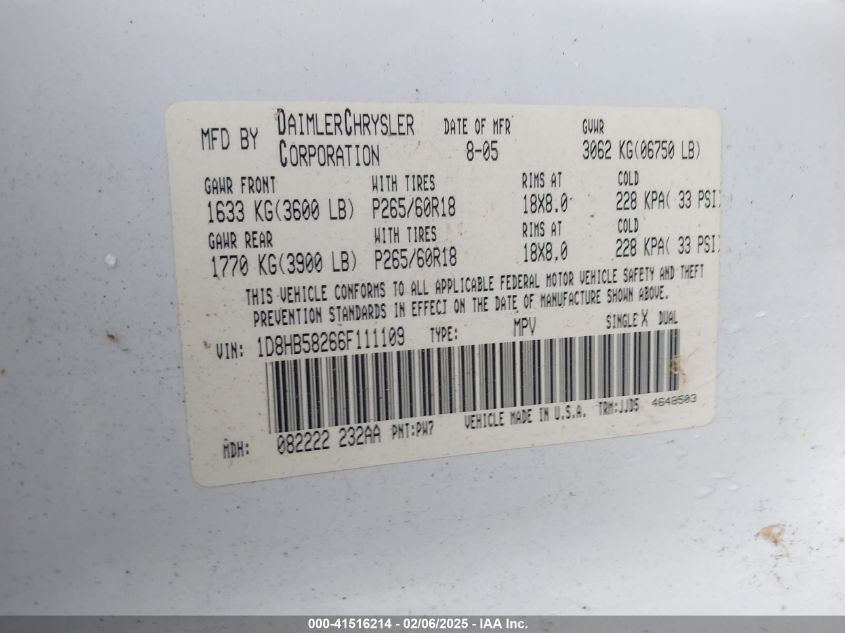 MFD BY DAIMLERCHRYSLER CORPORATION DATE OF MFR 8-05 GVWR 3062 KG(06750 LB)
GAWR FRONT WITH TIRES RIMS AT COLD
1633 KG(3600 LB) P265/60R18 18X8.0 228 KPA( 33 PSI)
GAWR REAR WITH TIRES RIMS AT COLD
1770 KG(3900 LB) P265/60R18 18X8.0 228 KPA( 33 PSI)
THIS VEHICLE CONFORMS TO ALL APPLICABLE FEDERAL MOTOR VEHICLE SAFETY AND THEFT
PREVENTION STANDARDS IN EFFECT ON THE DATE OF MANUFACTURE SHOWN ABOVE.
VIN: 1D8HB58266F111109 TYPE: MPV SINGLE X DUAL
MDH: 082222 232AA PNT:PW7 VEHICLE MADE IN U.S.A. TRM:JJD5 4648503
000-41516214 - 02/06/2025 - IAA Inc.